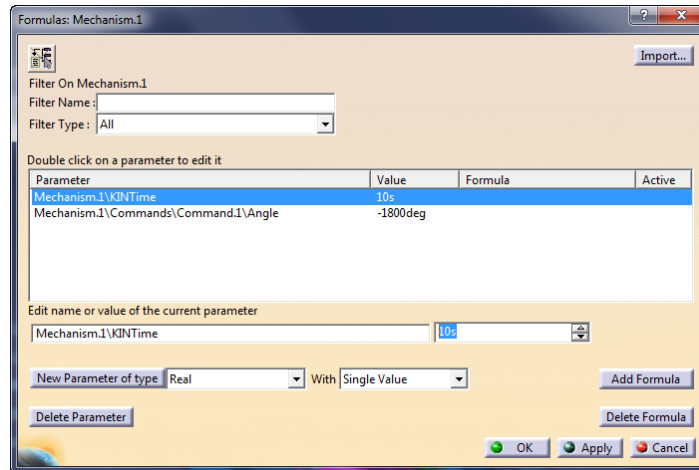 Formulas: Mechanism.1
?
X
Import...
Filter On Mechanism.1
Filter Name :
Filter Type : All
Double click on a parameter to edit it
Parameter Value Formula Active
Mechanism.1\KINTime 10s
Mechanism.1\Commands\Command.1\Angle -1800deg
Edit name or value of the current parameter
Mechanism.1\KINTime 10s
New Parameter of type Real With Single Value Add Formula
Delete Parameter Delete Formula
OK Apply Cancel